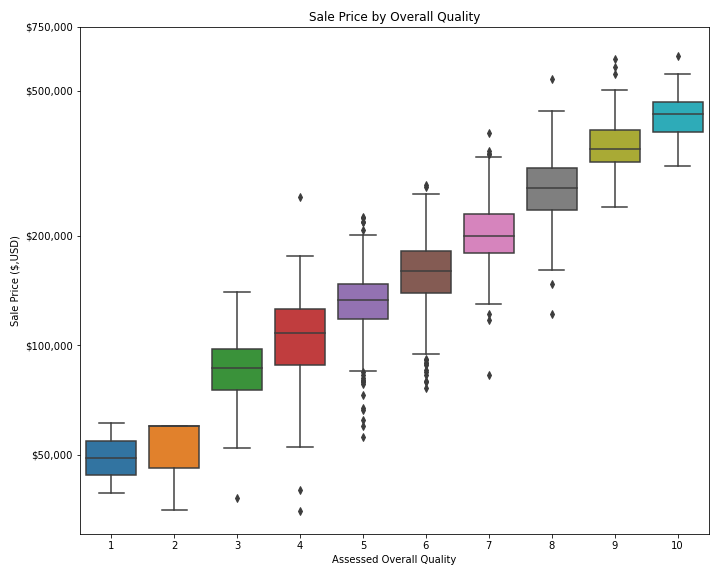 Sale Price by Overall Quality
$750,000
$500,000
$200,000
$100,000
$50,000
Sale Price ($,USD)
1 2 3 4 5 6 7 8 9 10
Assessed Overall Quality